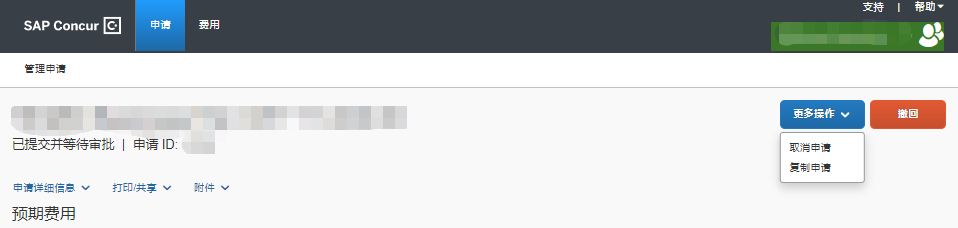 支持 | 帮助
SAP Concur C 申请 费用
管理申请
更多操作 撤回
已提交并等待审批 | 申请 ID:
取消申请
复制申请
申请详细信息 打印/共享 附件
预期费用